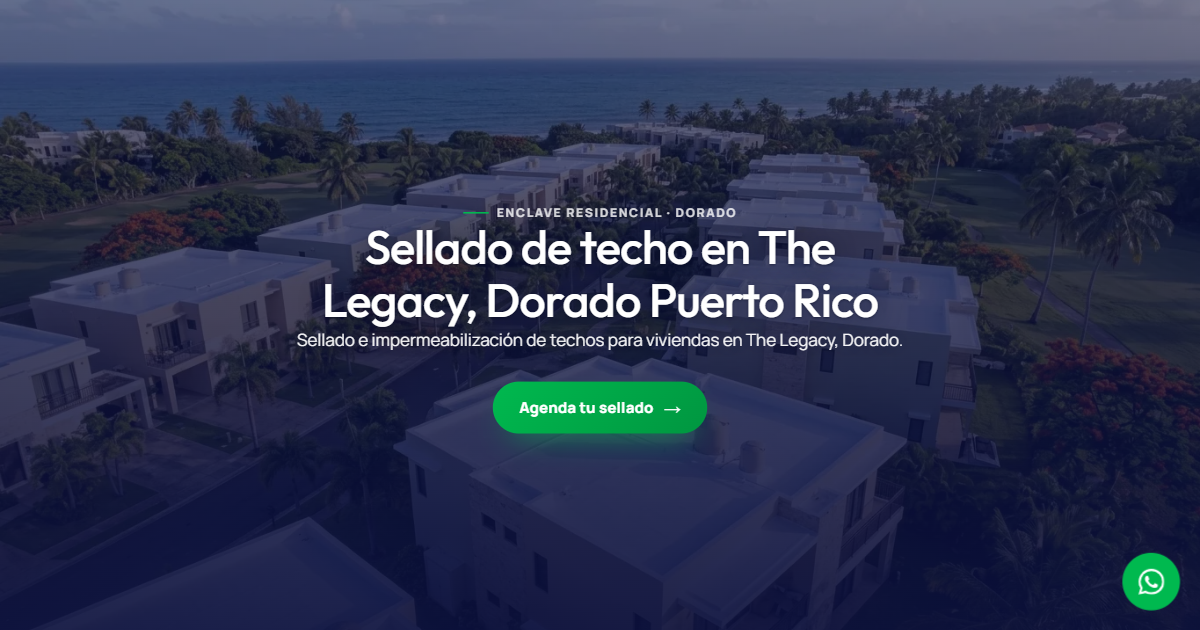 ENCLAVE RESIDENCIAL · DORADO
Sellado de techo en The
Legacy, Dorado Puerto Rico
Sellado e impermeabilización de techos para viviendas en The Legacy, Dorado.
Agenda tu sellado →